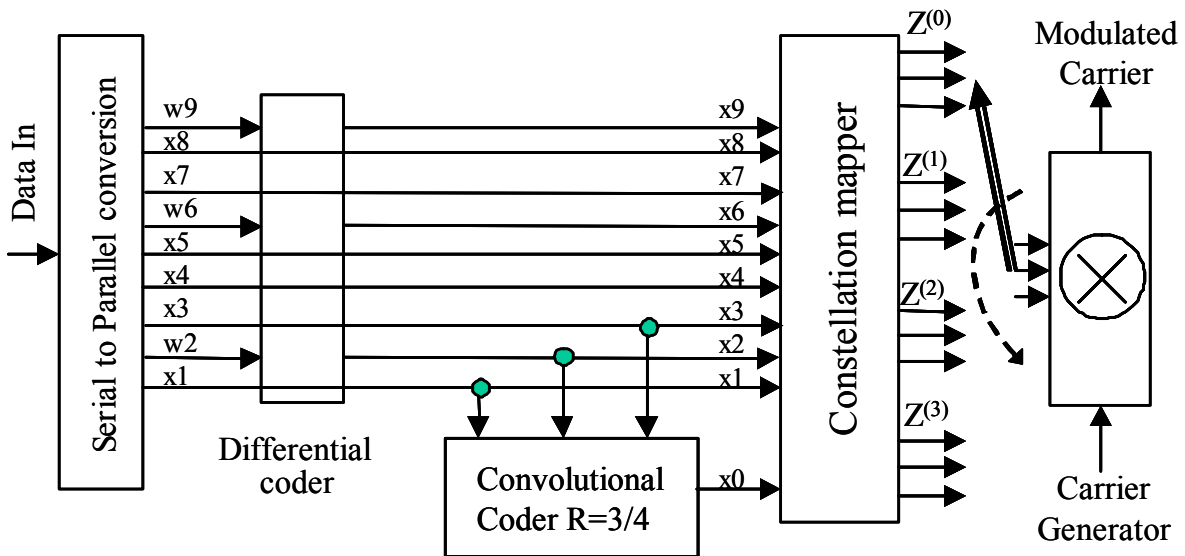 Data In
Serial to Parallel conversion
w9
x8
x7
w6
x5
x4
x3
w2
x1
Differential
coder
x9
x8
x7
x6
x5
x4
x3
x2
x1
Convolutional
Coder R=3/4
x0
Constellation mapper
Z(0)
Z(1)
Z(2)
Z(3)
Modulated
Carrier
Carrier
Generator